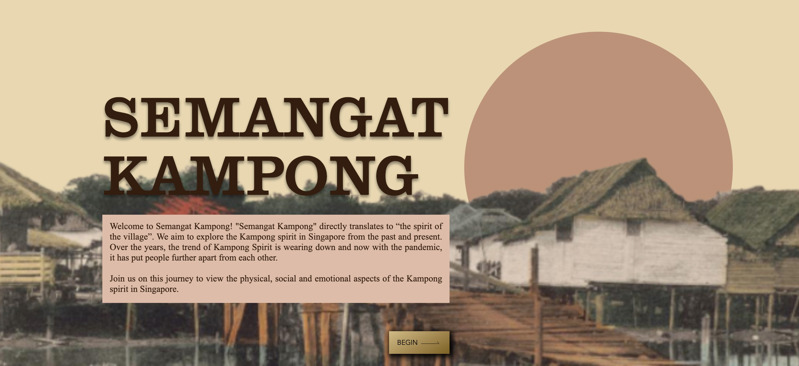 SEMANGAT
KAMPONG
Welcome to Semangat Kampong! "Semangat Kampong" directly translates to “the spirit of
the village”. We aim to explore the Kampong spirit in Singapore from the past and present.
Over the years, the trend of Kampong Spirit is wearing down and now with the pandemic,
it has put people further apart from each other.
Join us on this journey to view the physical, social and emotional aspects of the Kampong
spirit in Singapore.
BEGIN